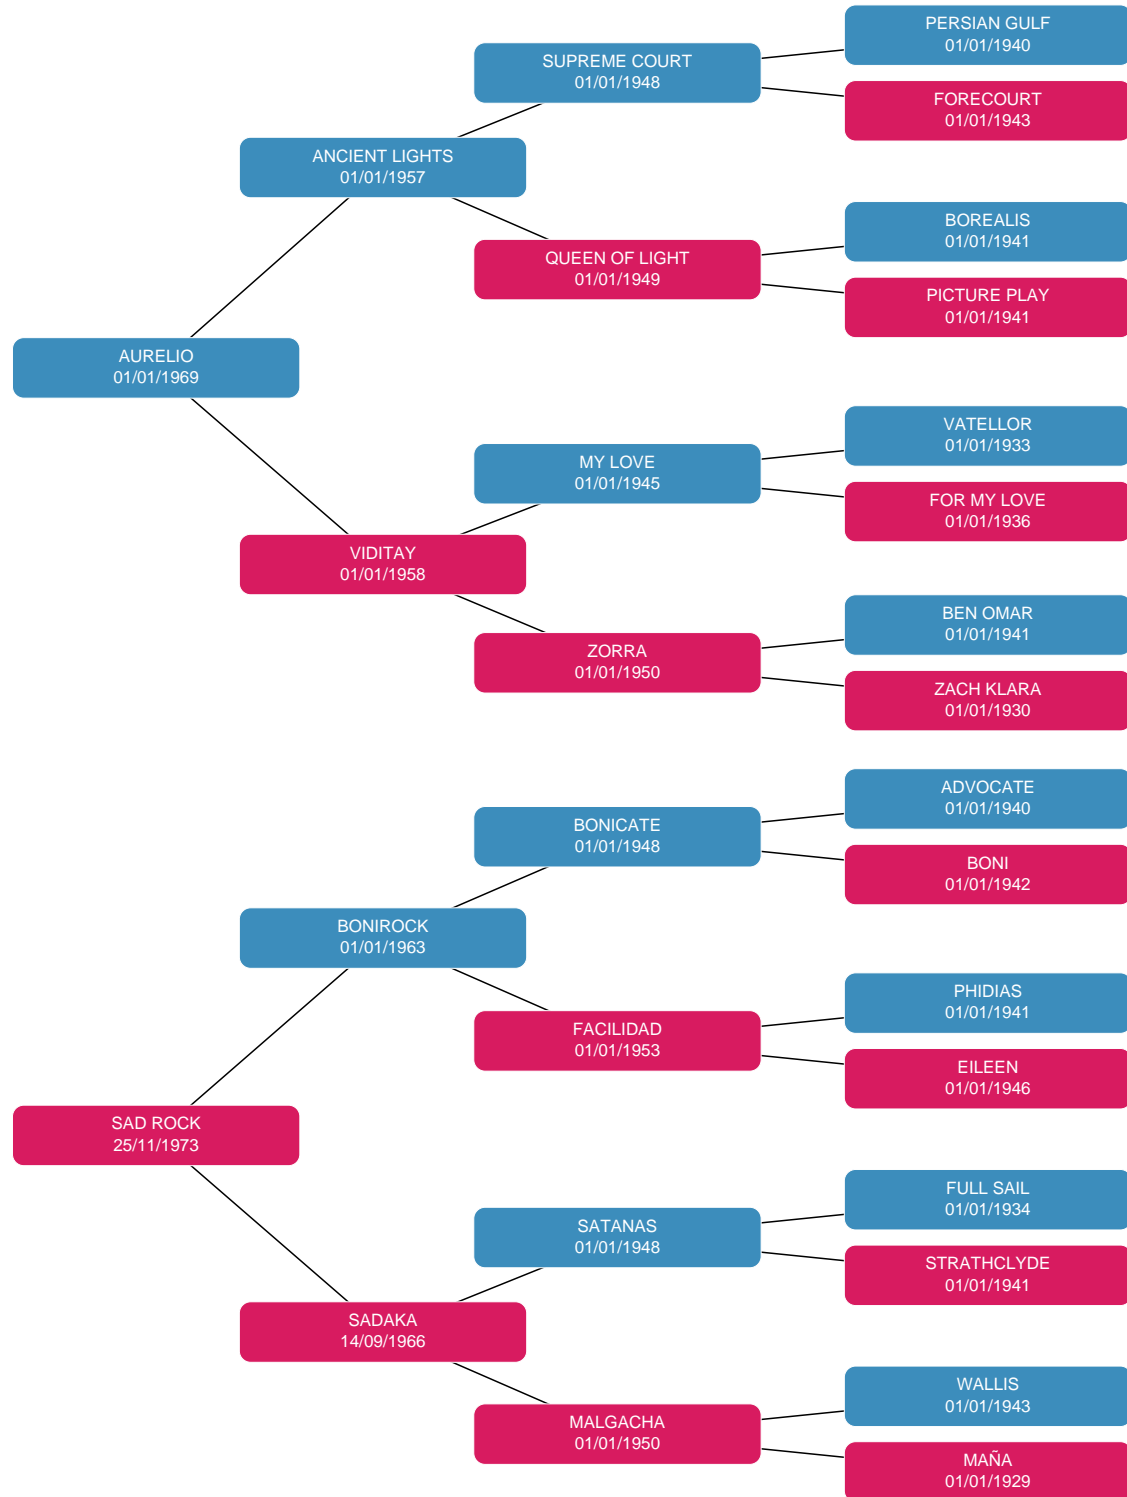 PERSIAN GULF
01/01/1940
SUPREME COURT
01/01/1948
FORECOURT
01/01/1943
ANCIENT LIGHTS
01/01/1957
BOREALIS
01/01/1941
QUEEN OF LIGHT
01/01/1949
PICTURE PLAY
01/01/1941
AURELIO
01/01/1969
VATELLOR
01/01/1933
MY LOVE
01/01/1945
FOR MY LOVE
01/01/1936
VIDITAY
01/01/1958
BEN OMAR
01/01/1941
ZORRA
01/01/1950
ZACH KLARA
01/01/1930
ADVOCATE
01/01/1940
BONICATE
01/01/1948
BONI
01/01/1942
BONIROCK
01/01/1963
PHIDIAS
01/01/1941
FACILIDAD
01/01/1953
EILEEN
01/01/1946
SAD ROCK
25/11/1973
FULL SAIL
01/01/1934
SATANAS
01/01/1948
STRATHCLYDE
01/01/1941
SADAKA
14/09/1966
WALLIS
01/01/1943
MALGACHA
01/01/1950
MAÑA
01/01/1929